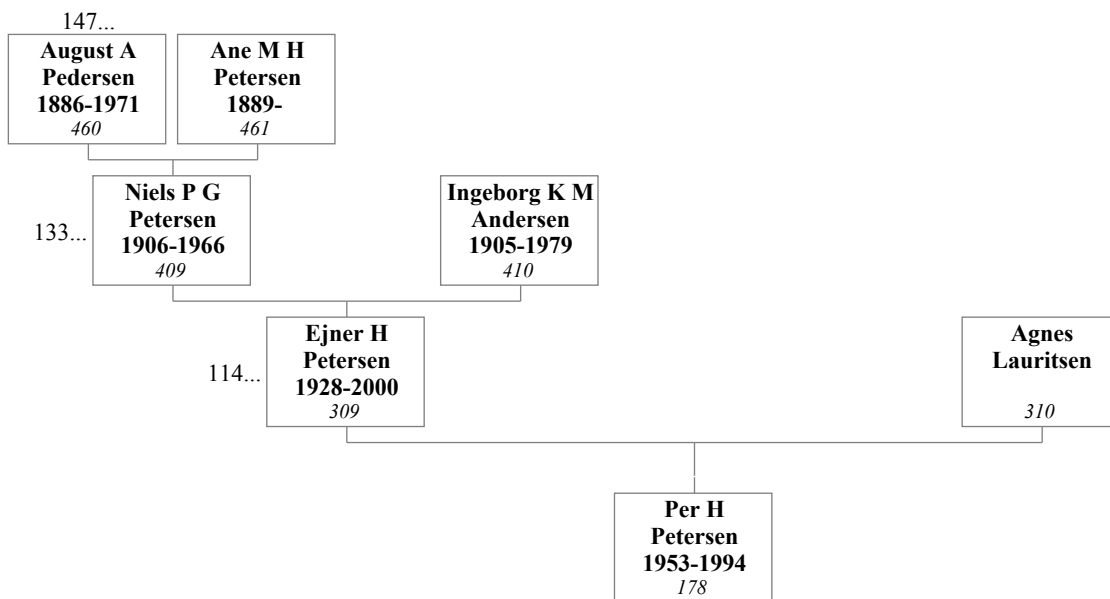 147...
August A
Pedersen
1886-1971
460
Ane M H
Petersen
1889-
461
133...
Niels P G
Petersen
1906-1966
409
Ingeborg K M
Andersen
1905-1979
410
114...
Ejner H
Petersen
1928-2000
309
Agnes
Lauritsen
310
Per H
Petersen
1953-1994
178